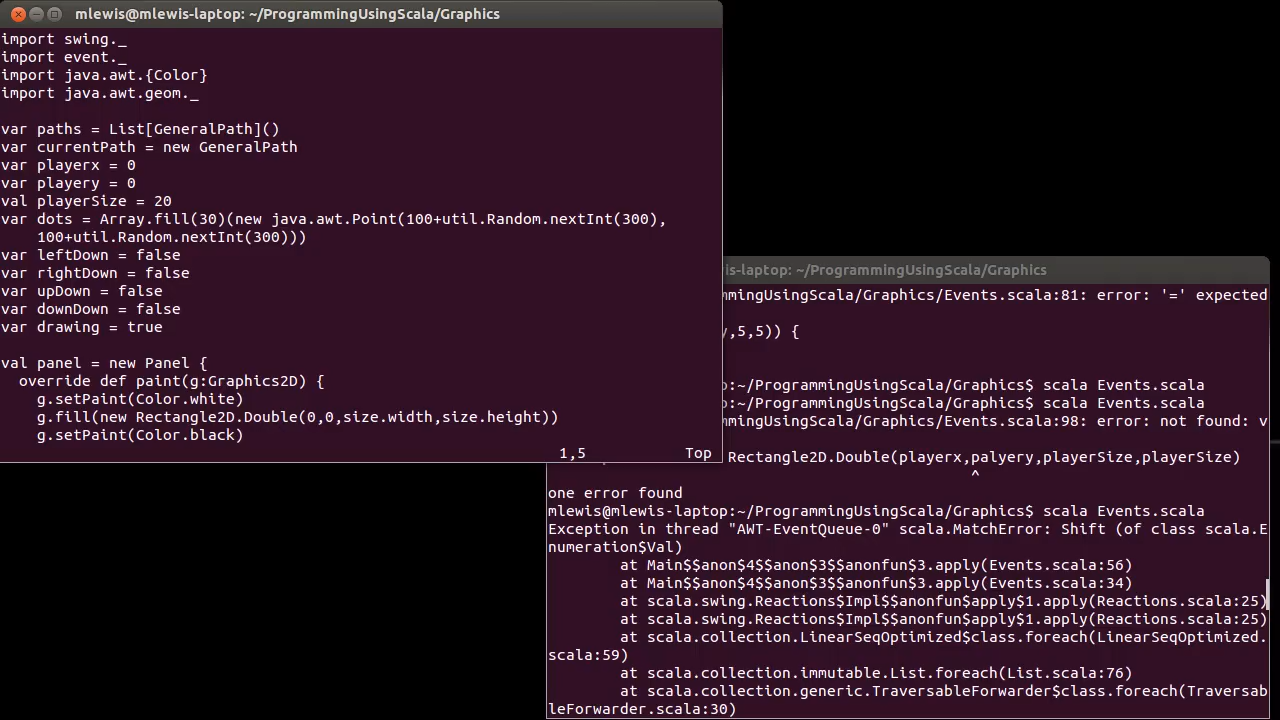 mlewis@mlewis-laptop: ~/ProgrammingUsingScala/Graphics
import swing._
import event._
import java.awt.{Color}
import java.awt.geom._
var paths = List[GeneralPath]()
var currentPath = new GeneralPath
var playerx = 0
var playery = 0
val playerSize = 20
var dots = Array.fill(30)(new java.awt.Point(100+util.Random.nextInt(300),
100+util.Random.nextInt(300)))
var leftDown = false
var rightDown = false
var upDown = false
var downDown = false
var drawing = true
val panel = new Panel {
override def paint(g:Graphics2D) {
g.setPaint(Color.white)
g.fill(new Rectangle2D.Double(0,0,size.width,size.height))
g.setPaint(Color.black)
1,5 Top
is-laptop: ~/ProgrammingUsingScala/Graphics
mmingUsingScala/Graphics/Events.scala:81: error: '=' expected
,5,5)) {
p:~/ProgrammingUsingScala/Graphics$ scala Events.scala
p:~/ProgrammingUsingScala/Graphics$ scala Events.scala
mmingUsingScala/Graphics/Events.scala:98: error: not found: v
Rectangle2D.Double(playerx,palyery,playerSize,playerSize)
^
one error found
mlewis@mlewis-laptop:~/ProgrammingUsingScala/Graphics$ scala Events.scala
Exception in thread "AWT-EventQueue-0" scala.MatchError: Shift (of class scala.E
numeration$Val)
at Main$$anon$4$$anon$3$$anonfun$3.apply(Events.scala:56)
at Main$$anon$4$$anon$3$$anonfun$3.apply(Events.scala:34)
at scala.swing.Reactions$Impl$$anonfun$apply$1.apply(Reactions.scala:25)
at scala.swing.Reactions$Impl$$anonfun$apply$1.apply(Reactions.scala:25)
at scala.collection.LinearSeqOptimized$class.foreach(LinearSeqOptimized.
scala:59)
at scala.collection.immutable.List.foreach(List.scala:76)
at scala.collection.generic.TraversableForwarder$class.foreach(Traversab
leForwarder.scala:30)